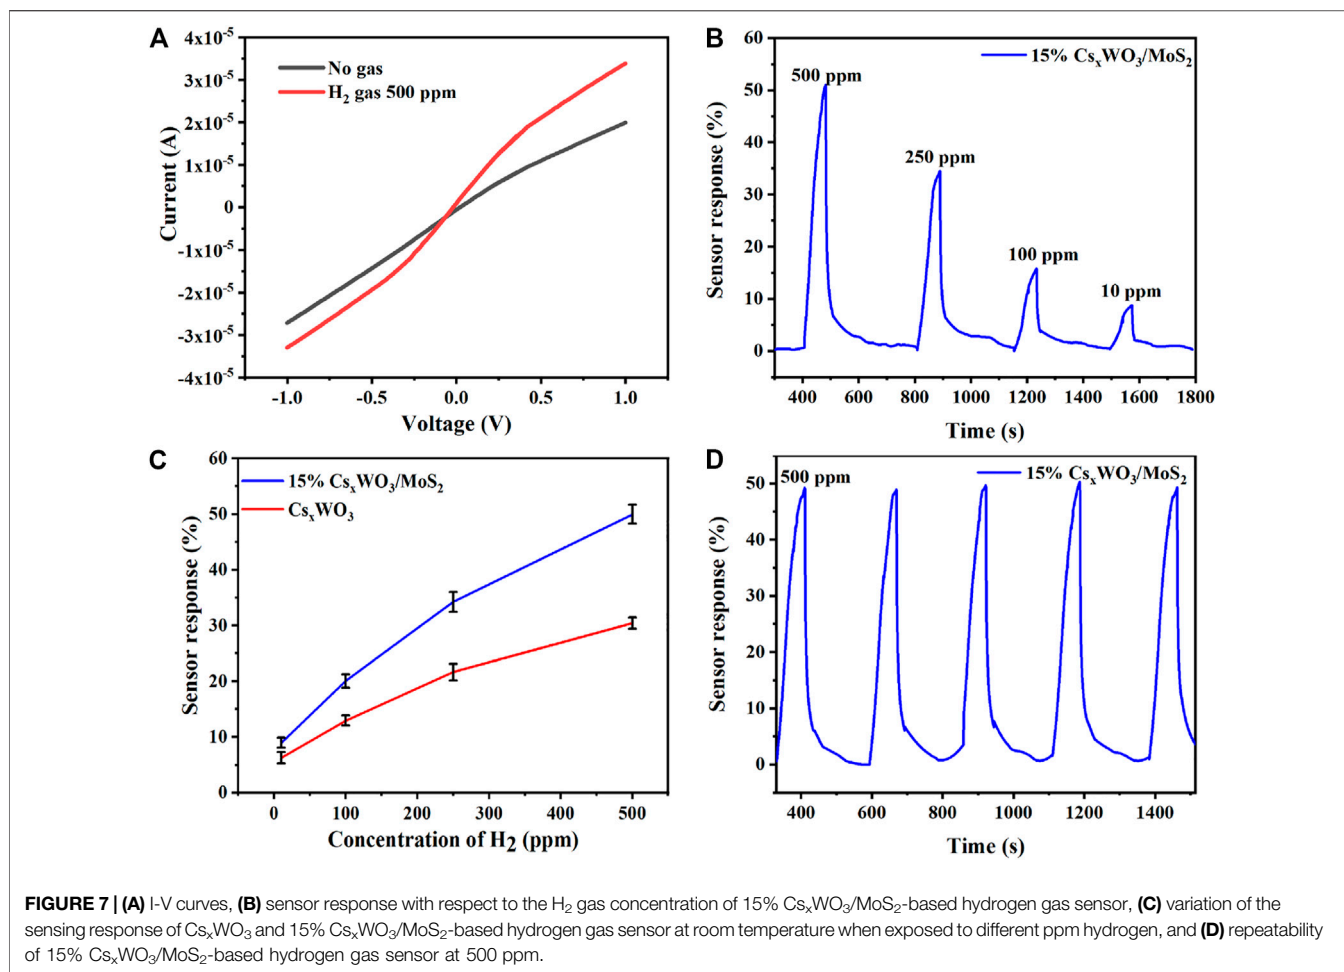 A
4x10⁻⁵
3x10⁻⁵
2x10⁻⁵
1x10⁻⁵
0
-1x10⁻⁵
-2x10⁻⁵
-3x10⁻⁵
-4x10⁻⁵
Current (A)
No gas
H₂ gas 500 ppm
-1.0 -0.5 0.0 0.5 1.0
Voltage (V)
B
60
50
40
30
20
10
0
Sensor response (%)
15% CsₓWO₃/MoS₂
500 ppm
250 ppm
100 ppm
10 ppm
400 600 800 1000 1200 1400 1600 1800
Time (s)
C
60
50
40
30
20
10
0
Sensor response (%)
15% CsₓWO₃/MoS₂
CsₓWO₃
0 100 200 300 400 500
Concentration of H₂ (ppm)
D
50
40
30
20
10
0
Sensor response (%)
500 ppm
15% CsₓWO₃/MoS₂
400 600 800 1000 1200 1400
Time (s)
FIGURE 7 | (A) I-V curves, (B) sensor response with respect to the H₂ gas concentration of 15% CsₓWO₃/MoS₂-based hydrogen gas sensor, (C) variation of the
sensing response of CsₓWO₃ and 15% CsₓWO₃/MoS₂-based hydrogen gas sensor at room temperature when exposed to different ppm hydrogen, and (D) repeatability
of 15% CsₓWO₃/MoS₂-based hydrogen gas sensor at 500 ppm.